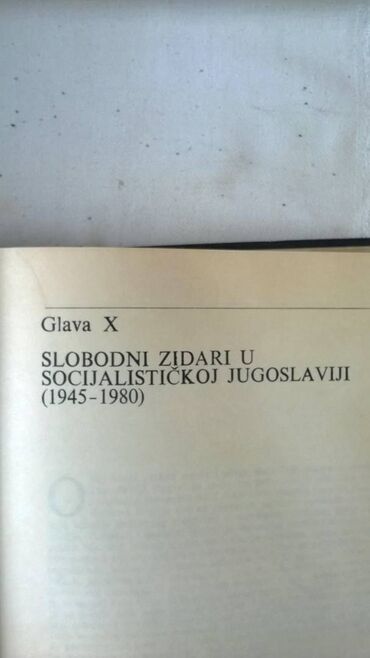 Glava X
SLOBODNI ZIDARI U
SOCIJALISTIČKOJ JUGOSLAVIJI
(1945-1980)